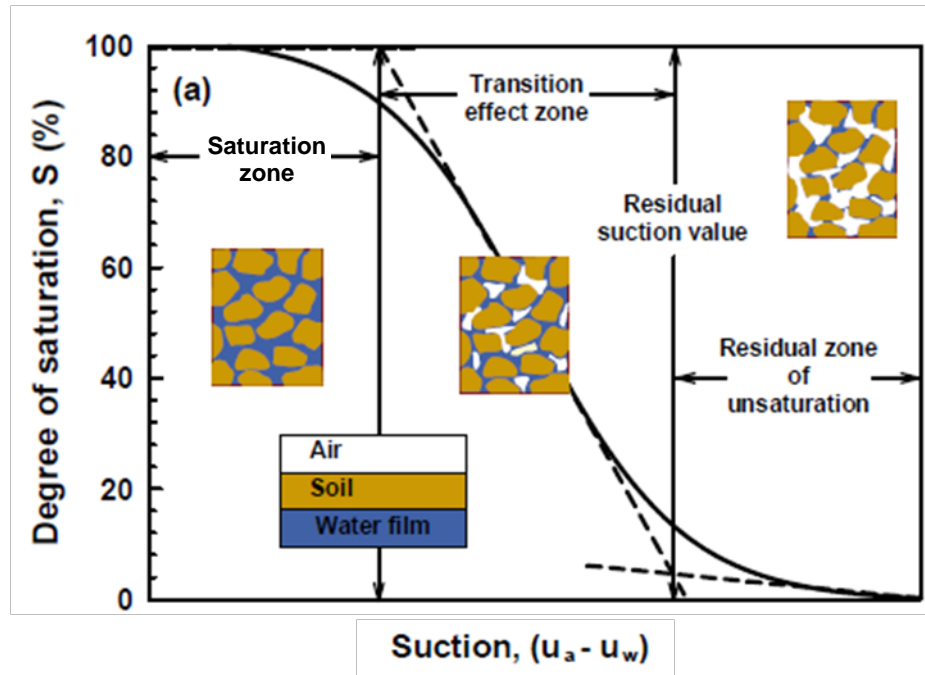 100
80
60
40
20
0
Degree of saturation, S (%)
(a)
Transition
effect zone
Saturation
zone
Residual
suction value
Residual zone
of
unsaturation
Air
Soil
Water film
Suction, (uₐ - u_w)